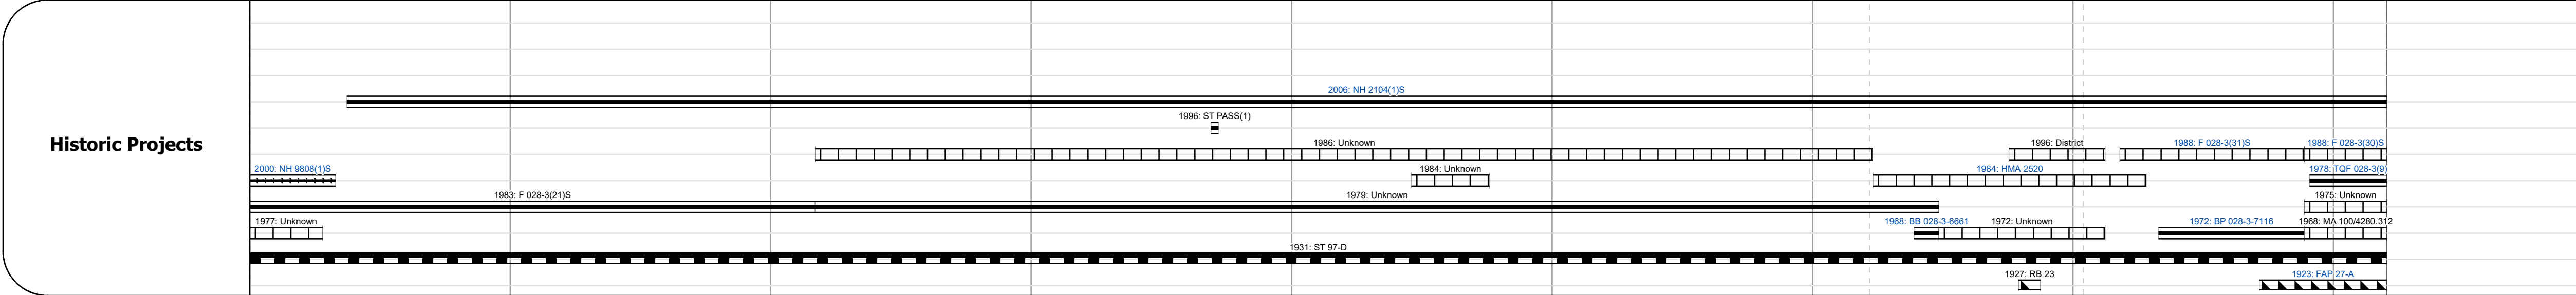 Historic Projects
2006: NH 2104(1)S
1996: ST PASS(1)
1986: Unknown
1996: District
1988: F 028-3(31)S
1988: F 028-3(30)S
2000: NH 9808(1)S
1984: Unknown
1984: HMA 2520
1978: TQF 028-3(9)
1983: F 028-3(21)S
1979: Unknown
1975: Unknown
1977: Unknown
1968: BB 028-3-6661
1972: Unknown
1972: BP 028-3-7116
1968: MA 100/4280.312
1931: ST 97-D
1927: RB 23
1923: FAP 27-A